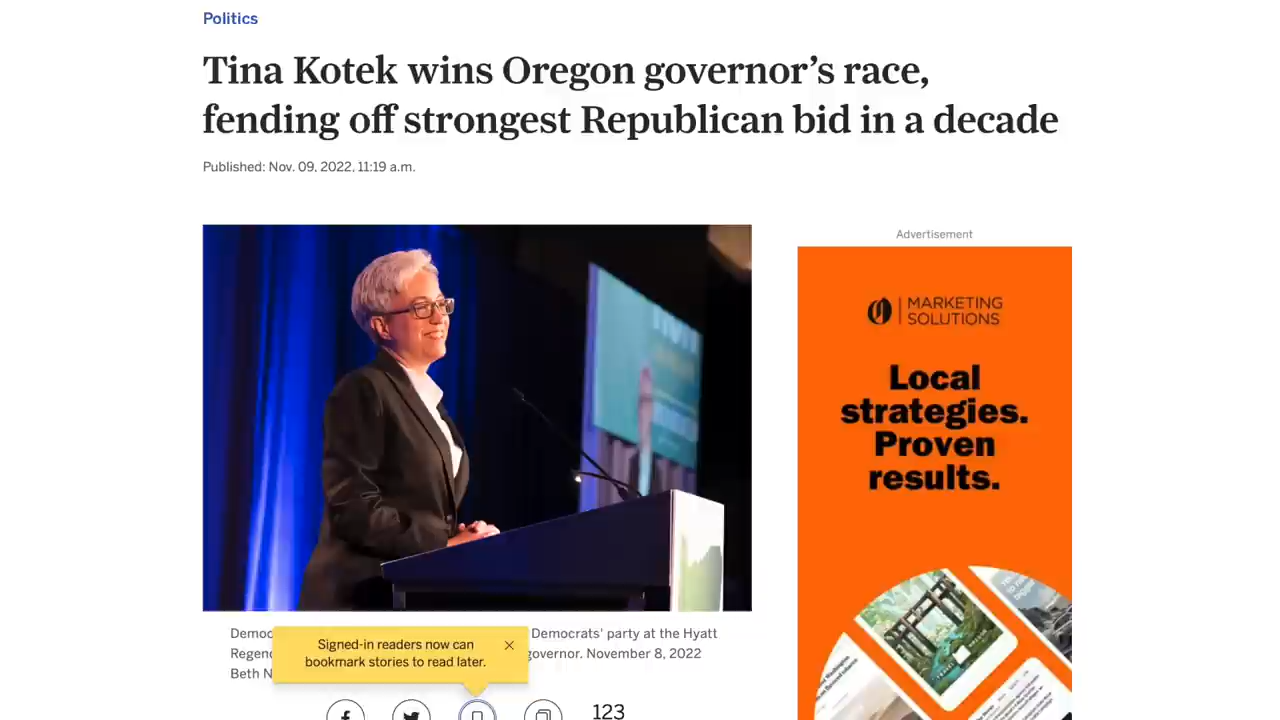 Politics
Tina Kotek wins Oregon governor’s race,
fending off strongest Republican bid in a decade
Published: Nov. 09, 2022, 11:19 a.m.
Advertisement
MARKETING
SOLUTIONS
Local
strategies.
Proven
results.
Democrats' party at the Hyatt
governor. November 8, 2022
Beth N
Signed-in readers now can
bookmark stories to read later.
123